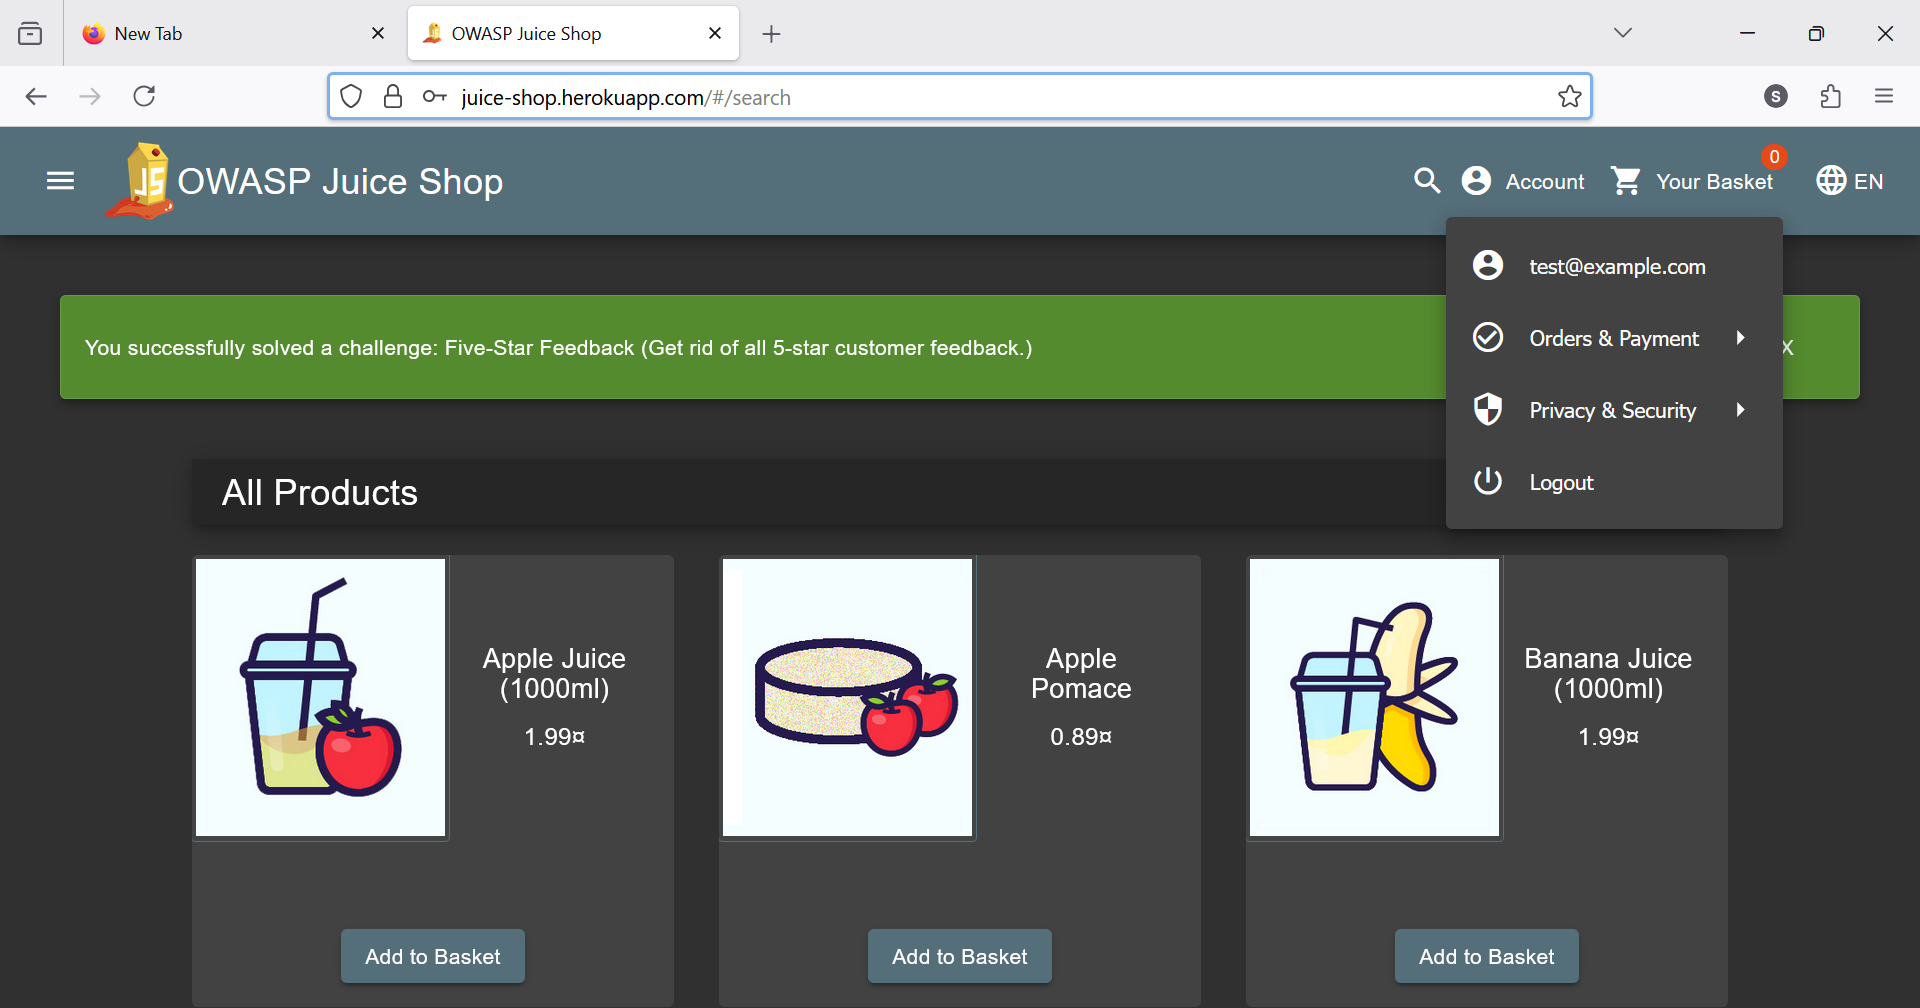 New Tab
OWASP Juice Shop
juice-shop.herokuapp.com/#/search
S
JS
OWASP Juice Shop
Account
Your Basket
0
EN
test@example.com
Orders & Payment
Privacy & Security
Logout
You successfully solved a challenge: Five-Star Feedback (Get rid of all 5-star customer feedback.)
X
All Products
Apple Juice
(1000ml)
1.99¤
Add to Basket
Apple
Pomace
0.89¤
Add to Basket
Banana Juice
(1000ml)
1.99¤
Add to Basket